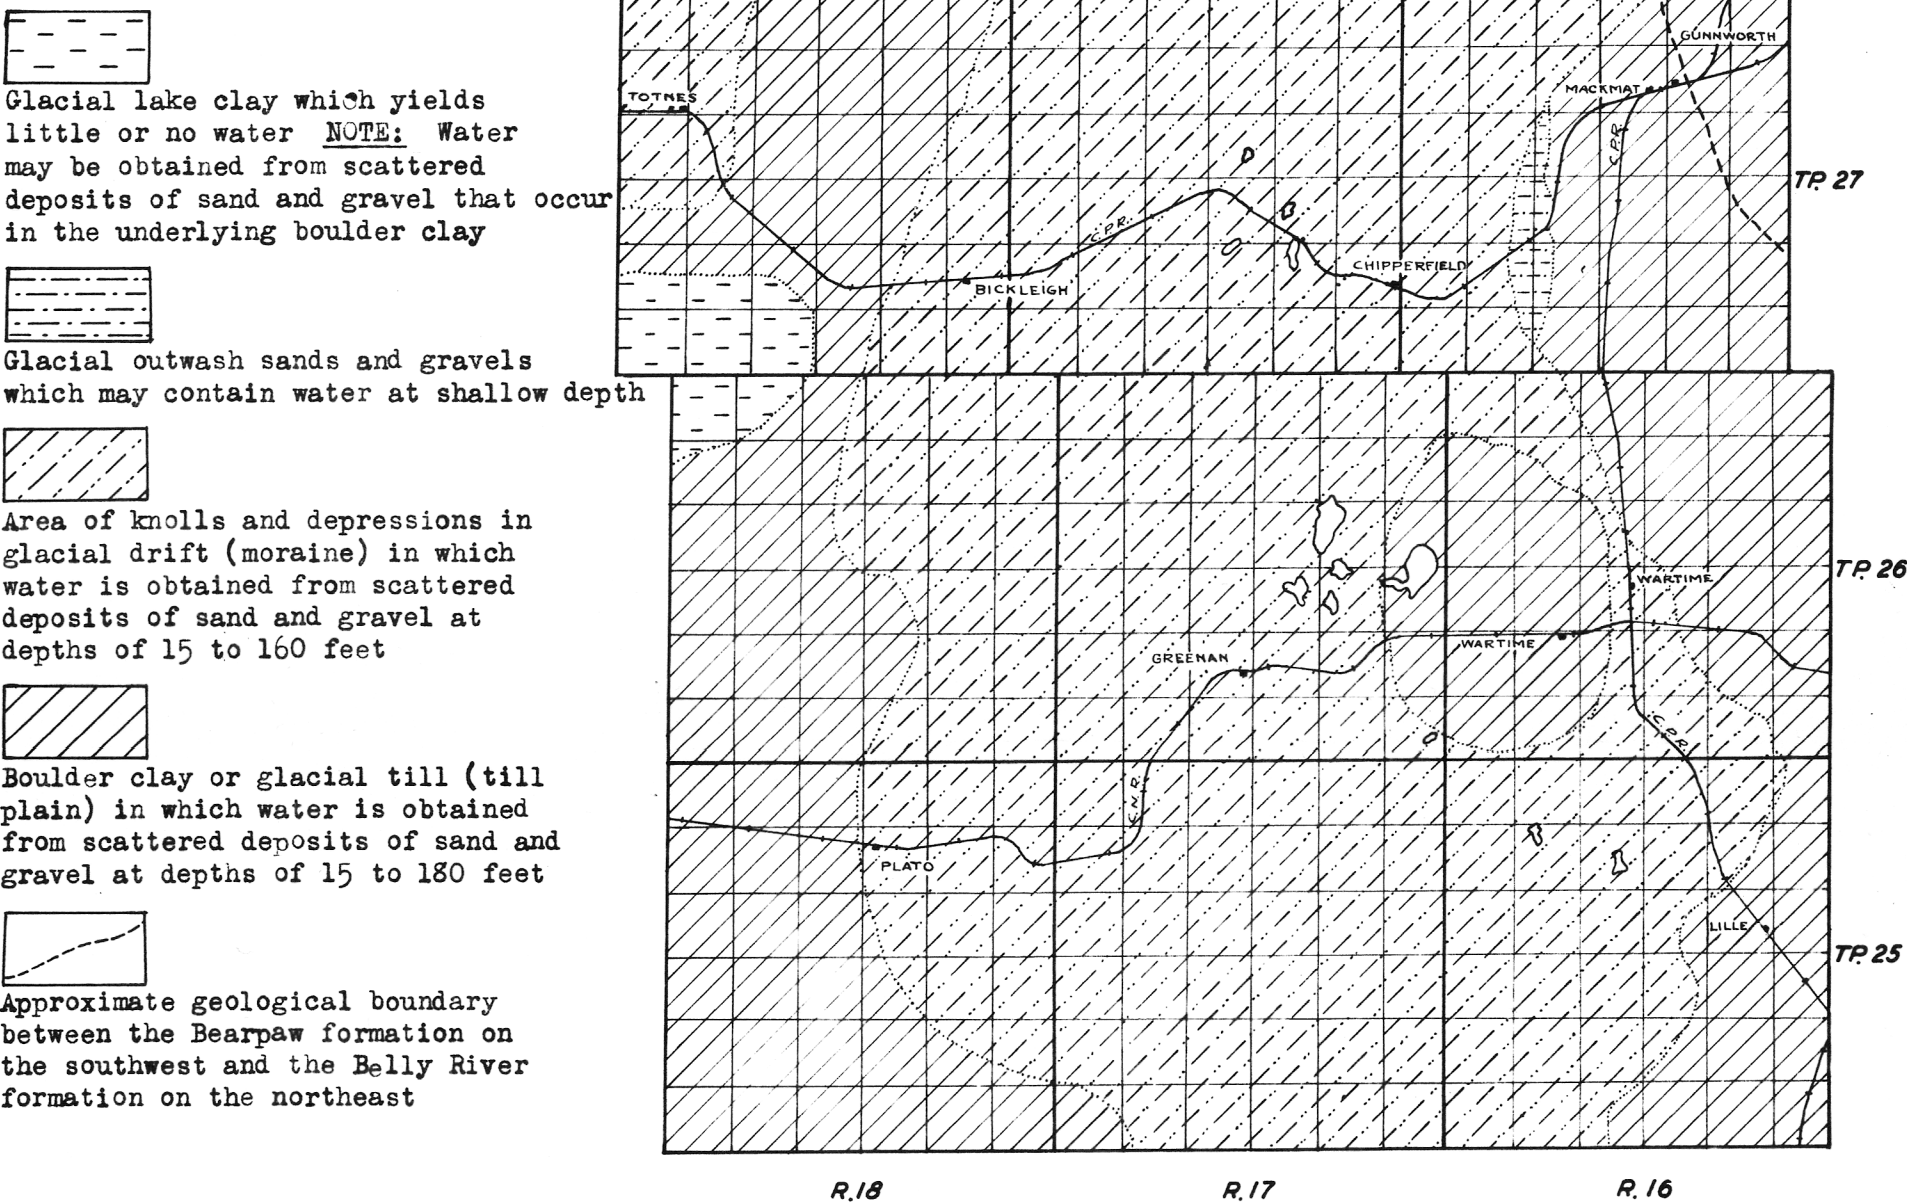 Glacial lake clay which yields
little or no water NOTE: Water
may be obtained from scattered
deposits of sand and gravel that occur
in the underlying boulder clay
Glacial outwash sands and gravels
which may contain water at shallow depth
Area of knolls and depressions in
glacial drift (moraine) in which
water is obtained from scattered
deposits of sand and gravel at
depths of 15 to 160 feet
Boulder clay or glacial till (till
plain) in which water is obtained
from scattered deposits of sand and
gravel at depths of 15 to 180 feet
Approximate geological boundary
between the Bearpaw formation on
the southwest and the Belly River
formation on the northeast
GUNNWORTH
TOTNES
MACKMAT
C.P.R.
TP. 27
C.P.R.
CHIPPERFIELD
BICKLEIGH
TP. 26
WARTIME
WARTIME
GREENAN
C.P.R.
C.N.R.
PLATO
LILLE
TP. 25
R. 18
R. 17
R. 16